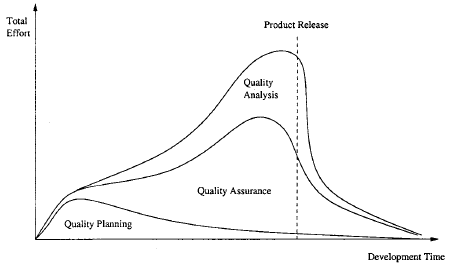 Total
Effort
Product Release
Quality
Analysis
Quality Assurance
Quality Planning
Development Time